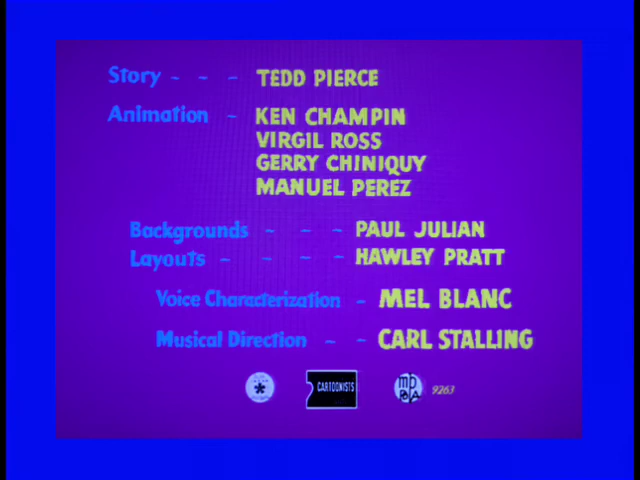 Story - - - TEDD PIERCE
Animation - KEN CHAMPIN
VIRGIL ROSS
GERRY CHINIQUY
MANUEL PEREZ
Backgrounds - - - PAUL JULIAN
Layouts - - - - HAWLEY PRATT
Voice Characterization - MEL BLANC
Musical Direction - - CARL STALLING
CARTOONISTS
9263